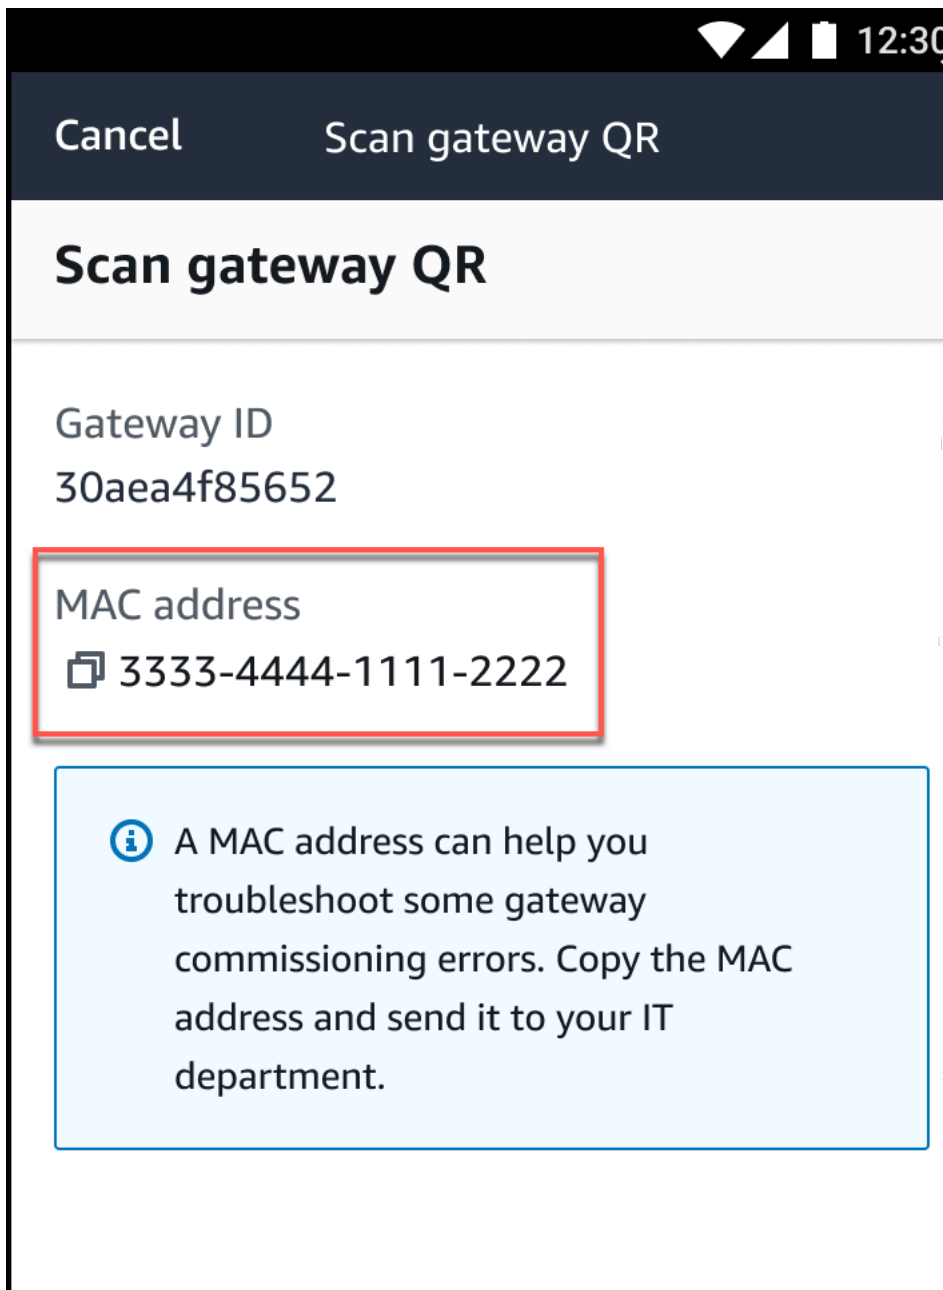 12:30
Cancel Scan gateway QR
Scan gateway QR
Gateway ID
30aea4f85652
MAC address
3333-4444-1111-2222
A MAC address can help you
troubleshoot some gateway
commissioning errors. Copy the MAC
address and send it to your IT
department.